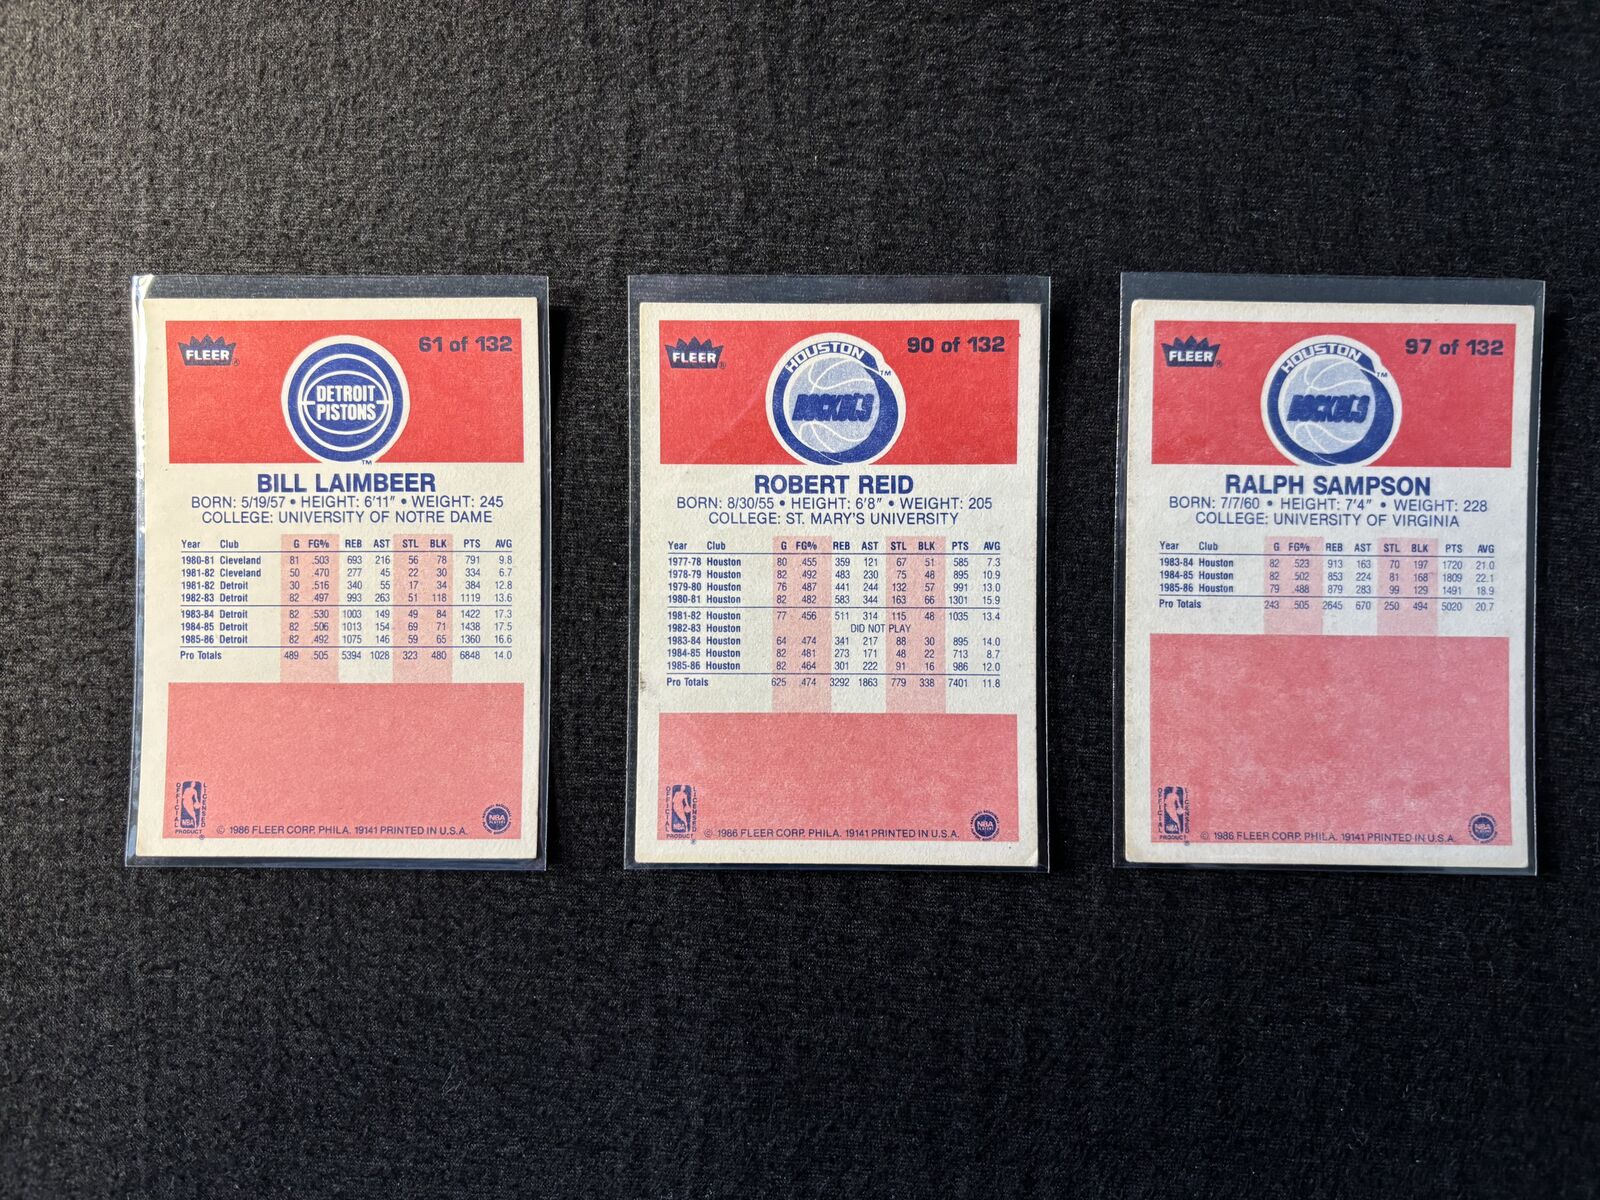 FLEER
61 of 132
DETROIT
PISTONS
TM
BILL LAIMBEER
BORN: 5/19/57 • HEIGHT: 6'11" • WEIGHT: 245
COLLEGE: UNIVERSITY OF NOTRE DAME
Year Club G FG% REB AST STL BLK PTS AVG
1980-81 Cleveland 81 .503 693 216 56 78 791 9.8
1981-82 Cleveland 50 .470 277 45 22 30 334 6.7
1981-82 Detroit 30 .516 340 55 17 34 384 12.8
1982-83 Detroit 82 .497 993 263 51 118 1119 13.6
1983-84 Detroit 82 .530 1003 149 49 84 1422 17.3
1984-85 Detroit 82 .506 1013 154 69 71 1438 17.5
1985-86 Detroit 82 .492 1075 146 59 65 1360 16.6
Pro Totals 489 .505 5394 1028 323 480 6848 14.0
OFFICIAL LICENSED
PRODUCT
© 1986 FLEER CORP. PHILA. 19141 PRINTED IN U.S.A.
NBA
FLEER
90 of 132
HOUSTON
TM
ROCKETS
ROBERT REID
BORN: 8/30/55 • HEIGHT: 6'8" • WEIGHT: 205
COLLEGE: ST. MARY'S UNIVERSITY
Year Club G FG% REB AST STL BLK PTS AVG
1977-78 Houston 80 .455 359 121 67 51 585 7.3
1978-79 Houston 82 .492 483 230 75 48 895 10.9
1979-80 Houston 76 .487 441 244 132 57 991 13.0
1980-81 Houston 82 .482 583 344 163 66 1301 15.9
1981-82 Houston 77 .456 511 314 115 48 1035 13.4
1982-83 Houston DID NOT PLAY
1983-84 Houston 64 .474 341 217 88 30 895 14.0
1984-85 Houston 82 .481 273 171 48 22 713 8.7
1985-86 Houston 82 .464 301 222 91 16 986 12.0
Pro Totals 625 .474 3292 1863 779 338 7401 11.8
OFFICIAL LICENSED
NBA
PRODUCT
© 1986 FLEER CORP. PHILA. 19141 PRINTED IN U.S.A.
NBA
PLAYERS
FLEER
97 of 132
HOUSTON
TM
ROCKETS
RALPH SAMPSON
BORN: 7/7/60 • HEIGHT: 7'4" • WEIGHT: 228
COLLEGE: UNIVERSITY OF VIRGINIA
Year Club G FG% REB AST STL BLK PTS AVG
1983-84 Houston 82 .523 913 163 70 197 1720 21.0
1984-85 Houston 82 .502 853 224 81 168 1809 22.1
1985-86 Houston 79 .488 879 283 99 129 1491 18.9
Pro Totals 243 .505 2645 670 250 494 5020 20.7
OFFICIAL LICENSED
NBA
PRODUCT
© 1986 FLEER CORP. PHILA. 19141 PRINTED IN U.S.A.
NBA